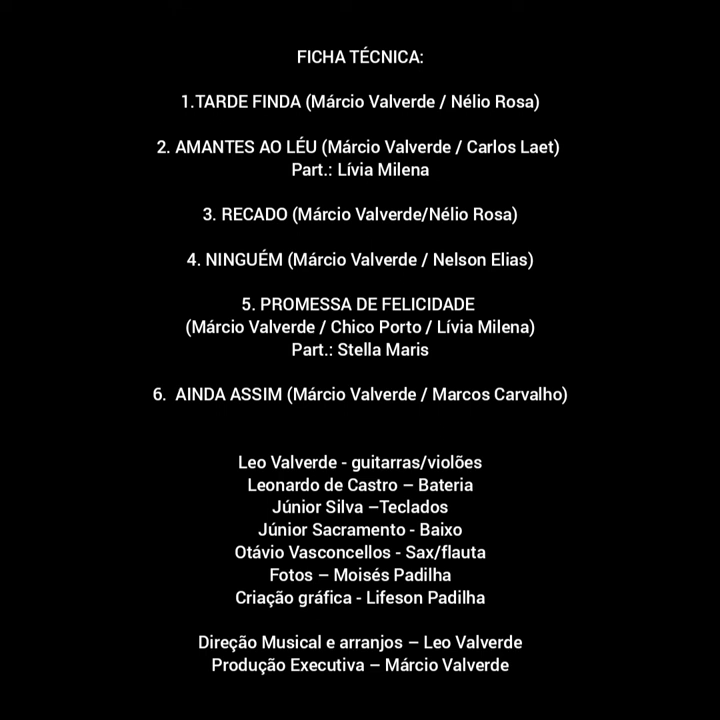 FICHA TÉCNICA:
1.TARDE FINDA (Márcio Valverde / Nélio Rosa)
2. AMANTES AO LÉU (Márcio Valverde / Carlos Laet)
Part.: Lívia Milena
3. RECADO (Márcio Valverde/Nélio Rosa)
4. NINGUÉM (Márcio Valverde / Nelson Elias)
5. PROMESSA DE FELICIDADE
(Márcio Valverde / Chico Porto / Lívia Milena)
Part.: Stella Maris
6.  AINDA ASSIM (Márcio Valverde / Marcos Carvalho)
Leo Valverde - guitarras/violões
Leonardo de Castro – Bateria
Júnior Silva –Teclados
Júnior Sacramento - Baixo
Otávio Vasconcellos - Sax/flauta
Fotos – Moisés Padilha
Criação gráfica - Lifeson Padilha
Direção Musical e arranjos – Leo Valverde
Produção Executiva – Márcio Valverde